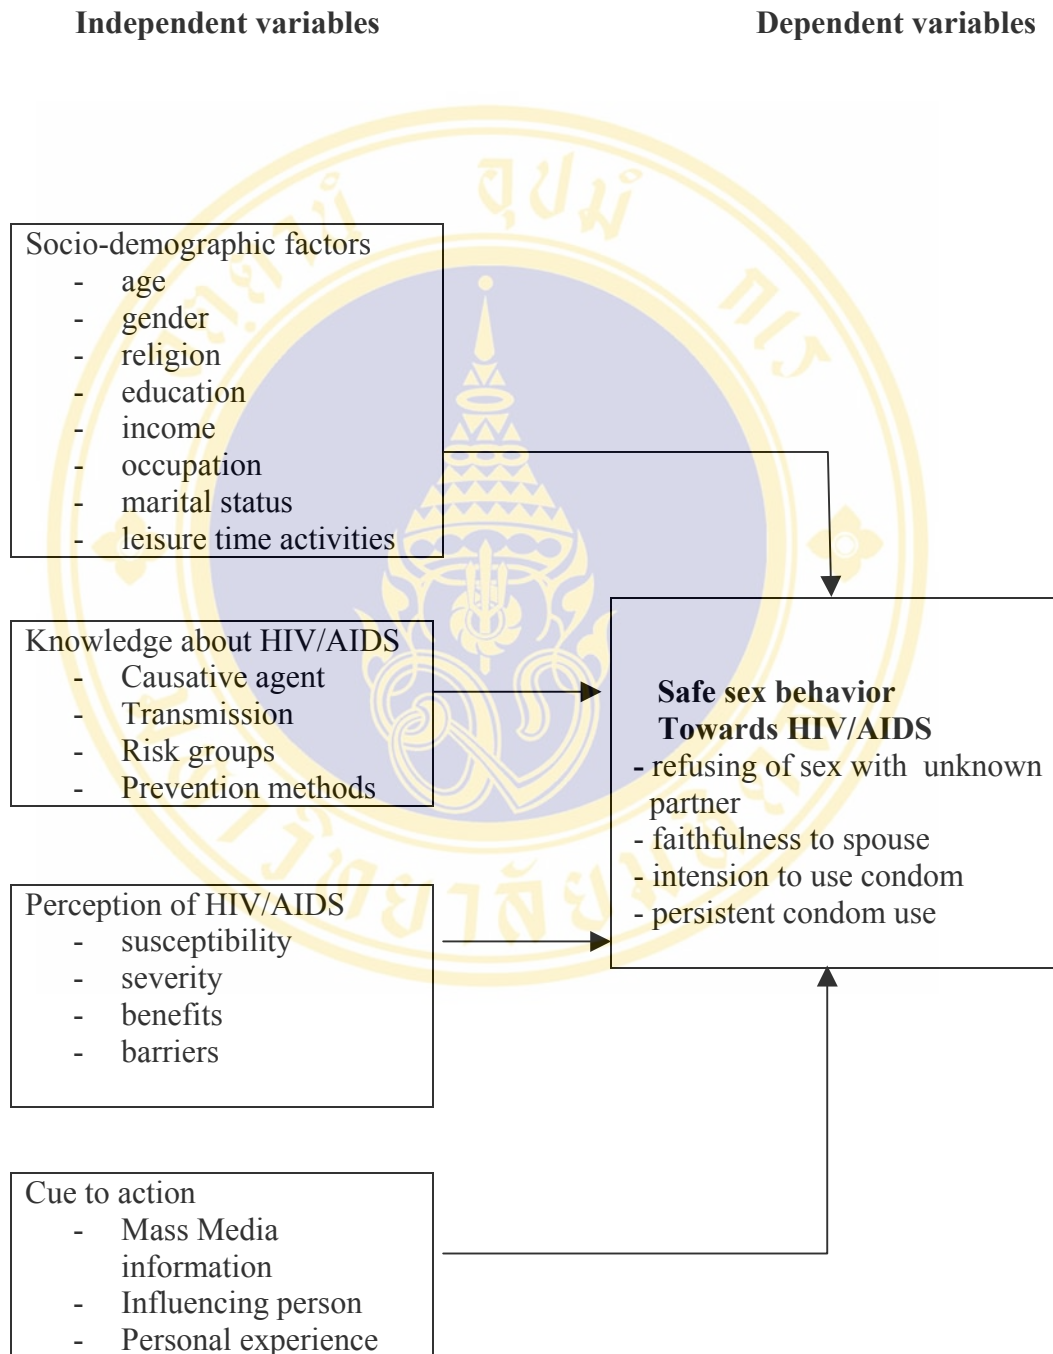 Independent variables
Dependent variables
Socio-demographic factors
- age
- gender
- religion
- education
- income
- occupation
- marital status
- leisure time activities
Knowledge about HIV/AIDS
- Causative agent
- Transmission
- Risk groups
- Prevention methods
Perception of HIV/AIDS
- susceptibility
- severity
- benefits
- barriers
Cue to action
- Mass Media
information
- Influencing person
- Personal experience
Safe sex behavior
Towards HIV/AIDS
- refusing of sex with unknown
partner
- faithfulness to spouse
- intension to use condom
- persistent condom use